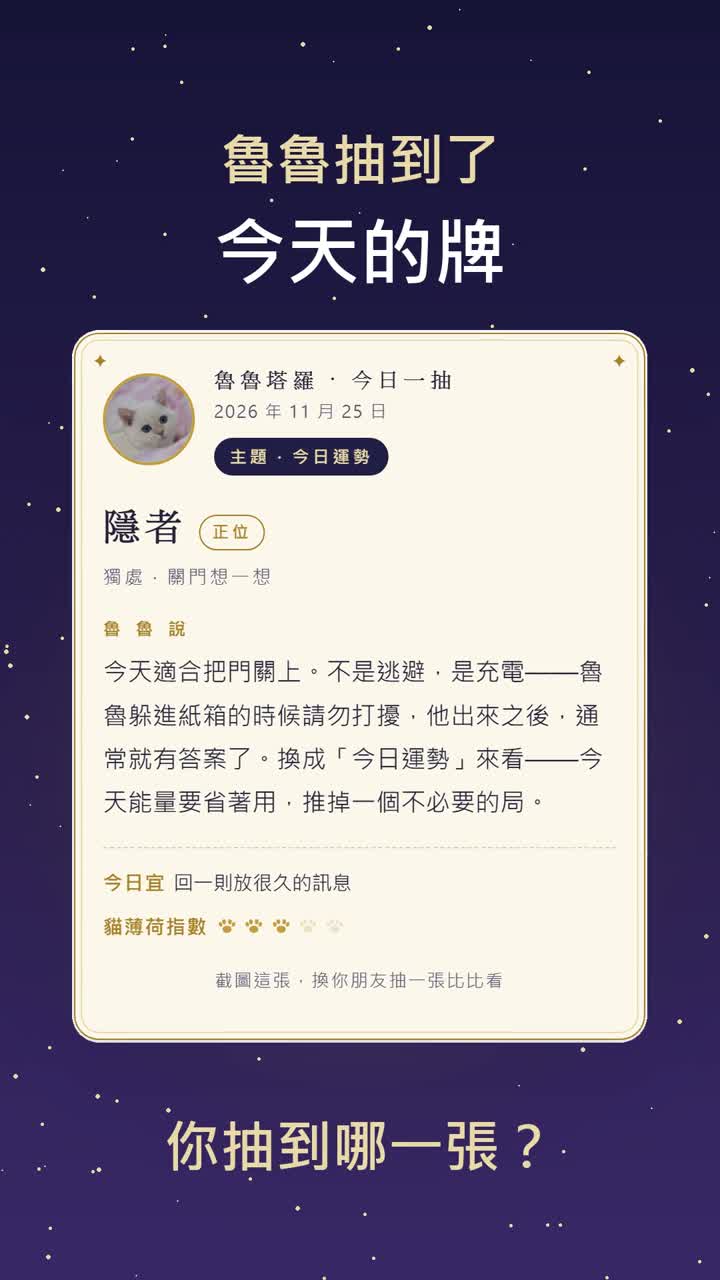 魯魯抽到了
今天的牌
魯魯塔羅・今日一抽
2026 年 11 月 25 日
主題・今日運勢
隱者
正位
獨處・關門想一想
魯魯說
今天適合把門關上。不是逃避，是充電——魯
魯躲進紙箱的時候請勿打擾，他出來之後，通
常就有答案了。換成「今日運勢」來看——今
天能量要省著用，推掉一個不必要的局。
今日宜 回一則放很久的訊息
貓薄荷指數
截圖這張，換你朋友抽一張比比看
你抽到哪一張？